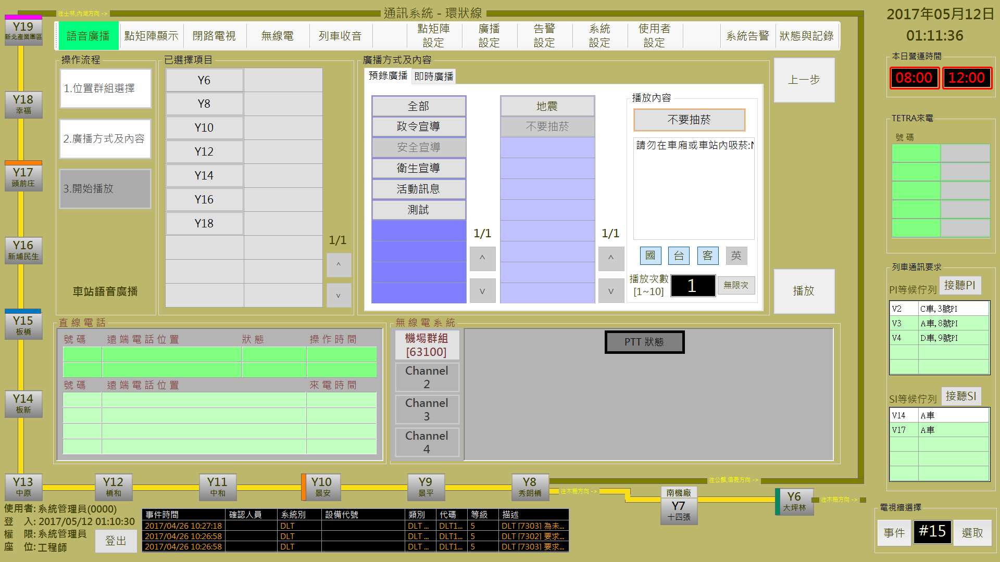 往士林,內湖方向 ->
通訊系統 - 環狀線
2017年05月12日
01:11:36
語音廣播
點矩陣顯示
閉路電視
無線電
列車收音
點矩陣
設定
廣播
設定
告警
設定
系統
設定
使用者
設定
系統告警
狀態與記錄
Y19
新北產業園區
Y18
幸福
Y17
頭前庄
Y16
新埔民生
Y15
板橋
Y14
板新
Y13
中原
Y12
橋和
Y11
中和
Y10
景安
Y9
景平
Y8
秀朗橋
往木柵方向 ->
往公館,信義方向 ->
南機廠
Y7
十四張
Y6
大坪林
往木柵方向 ->
操作流程
1.位置群組選擇
2.廣播方式及內容
3.開始播放
車站語音廣播
已選擇項目
Y6
Y8
Y10
Y12
Y14
Y16
Y18
1/1
^
v
廣播方式及內容
預錄廣播
即時廣播
全部
政令宣導
安全宣導
衛生宣導
活動訊息
測試
1/1
^
v
地震
不要抽菸
1/1
^
v
播放內容
不要抽菸
請勿在車廂或車站內吸菸:N
國
台
客
英
播放次數
[1~10]
1
無限次
上一步
播放
本日營運時間
08:00
12:00
TETRA來電
號 碼
列車通訊要求
PI等候佇列
接聽PI
V2 C車,3號PI
V3 A車,8號PI
V4 D車,9號PI
SI等候佇列
接聽SI
V14 A車
V17 A車
電視牆選擇
事件
#15
選取
直 線 電 話
號 碼 遠 端 電 話 位 置 狀 態 操 作 時 間
號 碼 遠 端 電 話 位 置 來 電 時 間
無 線 電 系 統
機場群組
[63100]
Channel
2
Channel
3
Channel
4
PTT 狀態
使用者: 系統管理員(0000)
登 入: 2017/05/12 01:10:30
權 限: 系統管理員
座 位: 工程師
登出
事件時間 確認人員 系統別 設備代號 類別 代碼 等級 描述
2017/04/26 10:27:18 DLT DLT ... DLT1... 5 DLT [7303] 為未...
2017/04/26 10:26:58 DLT DLT ... DLT1... 5 DLT [7302] 要求...
2017/04/26 10:26:58 DLT DLT ... DLT1... 5 DLT [7303] 要求...